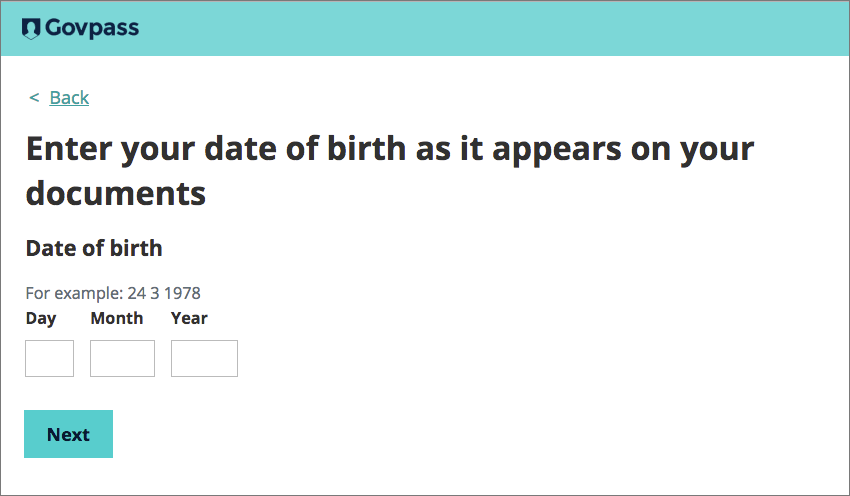 Govpass
< Back
Enter your date of birth as it appears on your
documents
Date of birth
For example: 24 3 1978
Day Month Year
Next